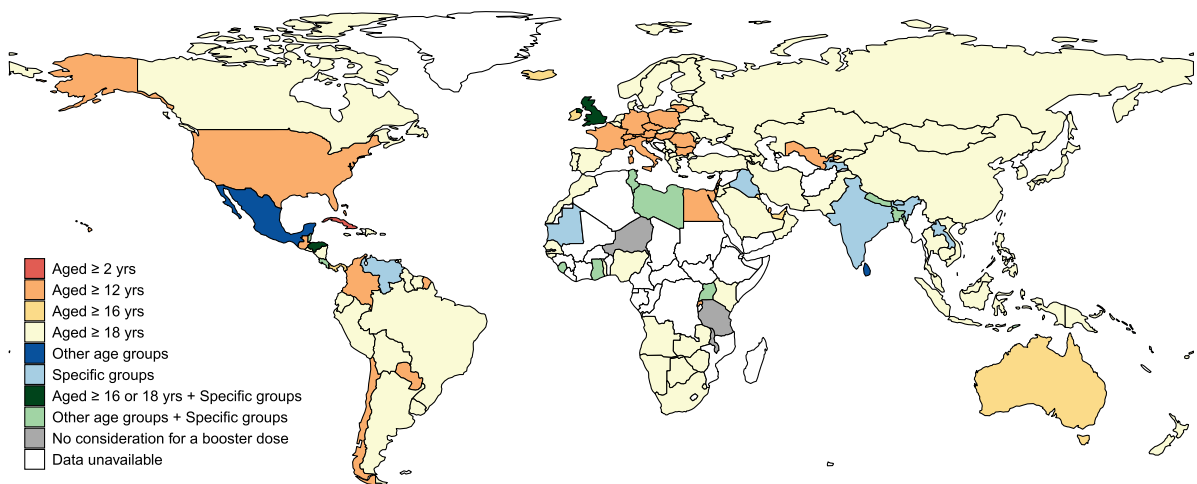 Aged ≥ 2 yrs
Aged ≥ 12 yrs
Aged ≥ 16 yrs
Aged ≥ 18 yrs
Other age groups
Specific groups
Aged ≥ 16 or 18 yrs + Specific groups
Other age groups + Specific groups
No consideration for a booster dose
Data unavailable